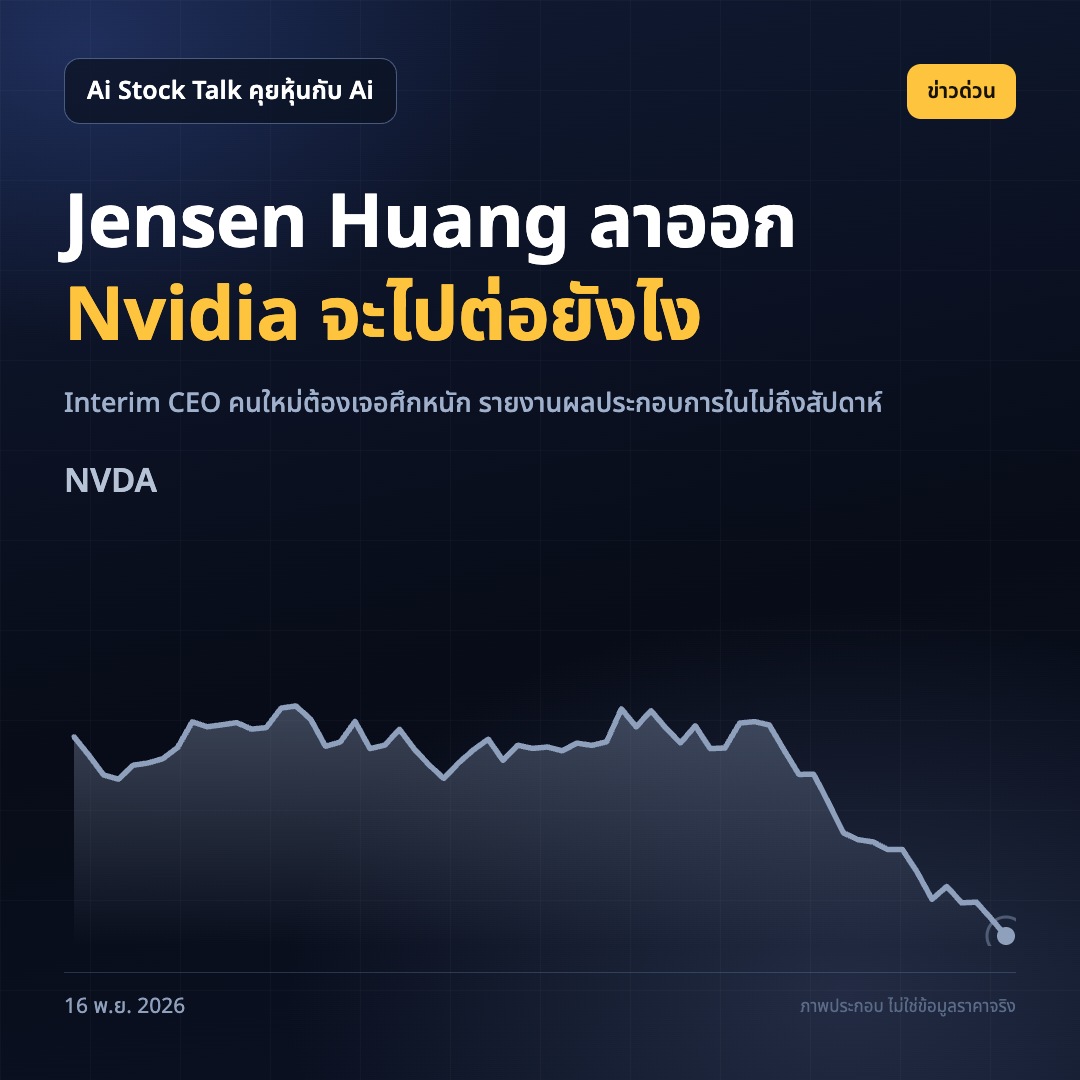 Ai Stock Talk คุยหุ้นกับ Ai
ข่าวด่วน
Jensen Huang ลาออก
Nvidia จะไปต่อยังไง
Interim CEO คนใหม่ต้องเจอศึกหนัก รายงานผลประกอบการในไม่ถึงสัปดาห์
NVDA
16 พ.ย. 2026
ภาพประกอบ ไม่ใช่ข้อมูลราคาจริง